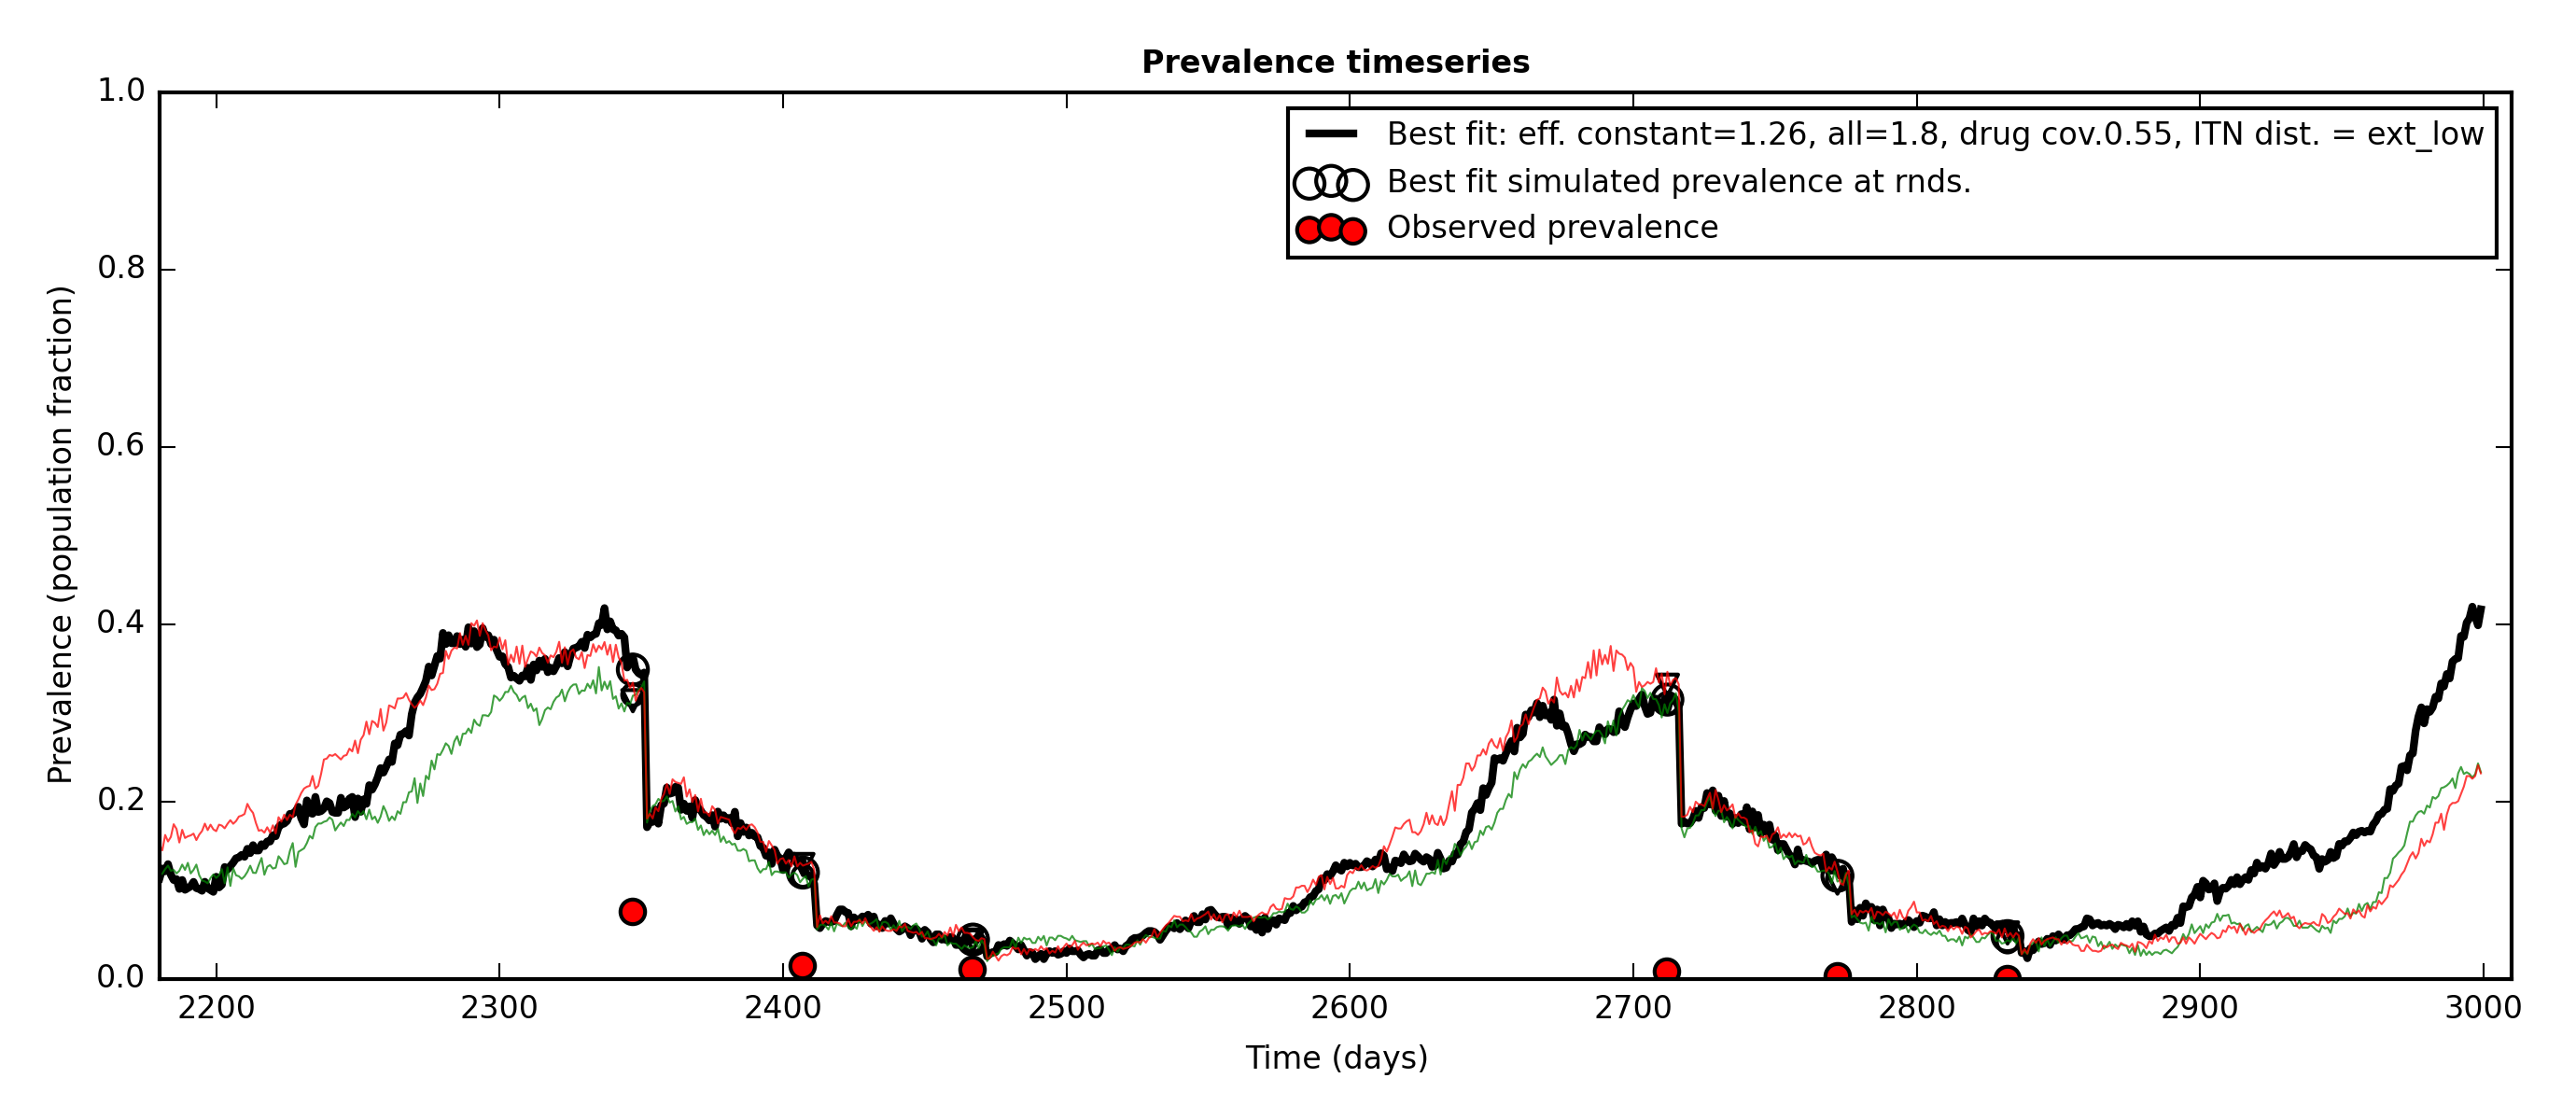 Prevalence timeseries
1.0
0.8
0.6
0.4
0.2
0.0
Prevalence (population fraction)
Best fit: eff. constant=1.26, all=1.8, drug cov.0.55, ITN dist. = ext_low
Best fit simulated prevalence at rnds.
Observed prevalence
2200 2300 2400 2500 2600 2700 2800 2900 3000
Time (days)